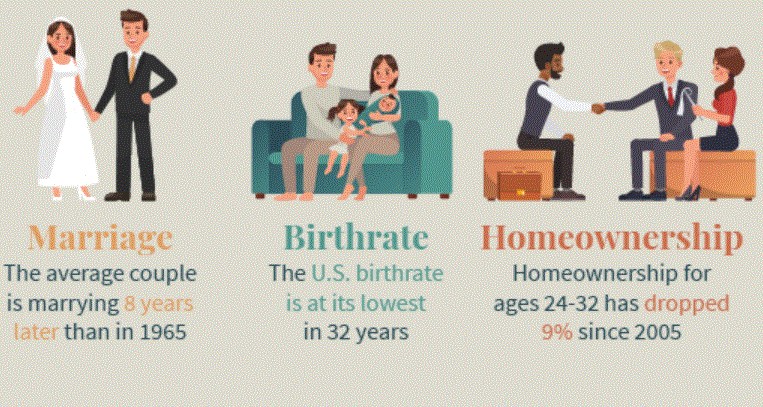 Marriage
The average couple
is marrying 8 years
later than in 1965
Birthrate
The U.S. birthrate
is at its lowest
in 32 years
Homeownership
Homeownership for
ages 24-32 has dropped
9% since 2005